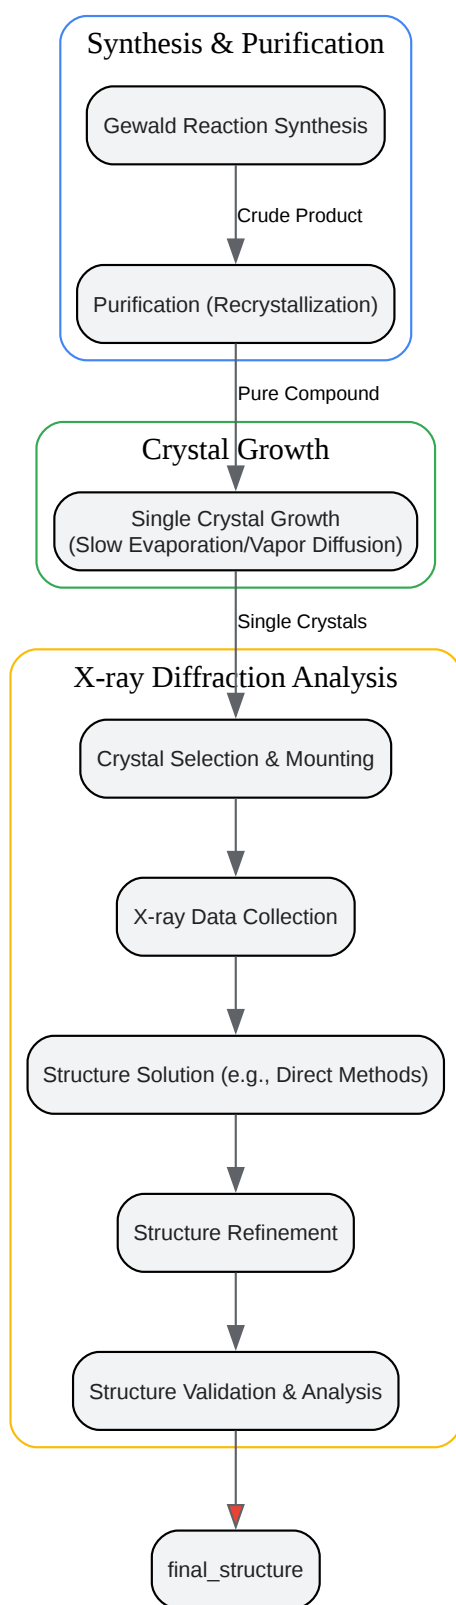 Synthesis & Purification
Gewald Reaction Synthesis
Crude Product
Purification (Recrystallization)
Pure Compound
Crystal Growth
Single Crystal Growth
(Slow Evaporation/Vapor Diffusion)
Single Crystals
X-ray Diffraction Analysis
Crystal Selection & Mounting
X-ray Data Collection
Structure Solution (e.g., Direct Methods)
Structure Refinement
Structure Validation & Analysis
final_structure